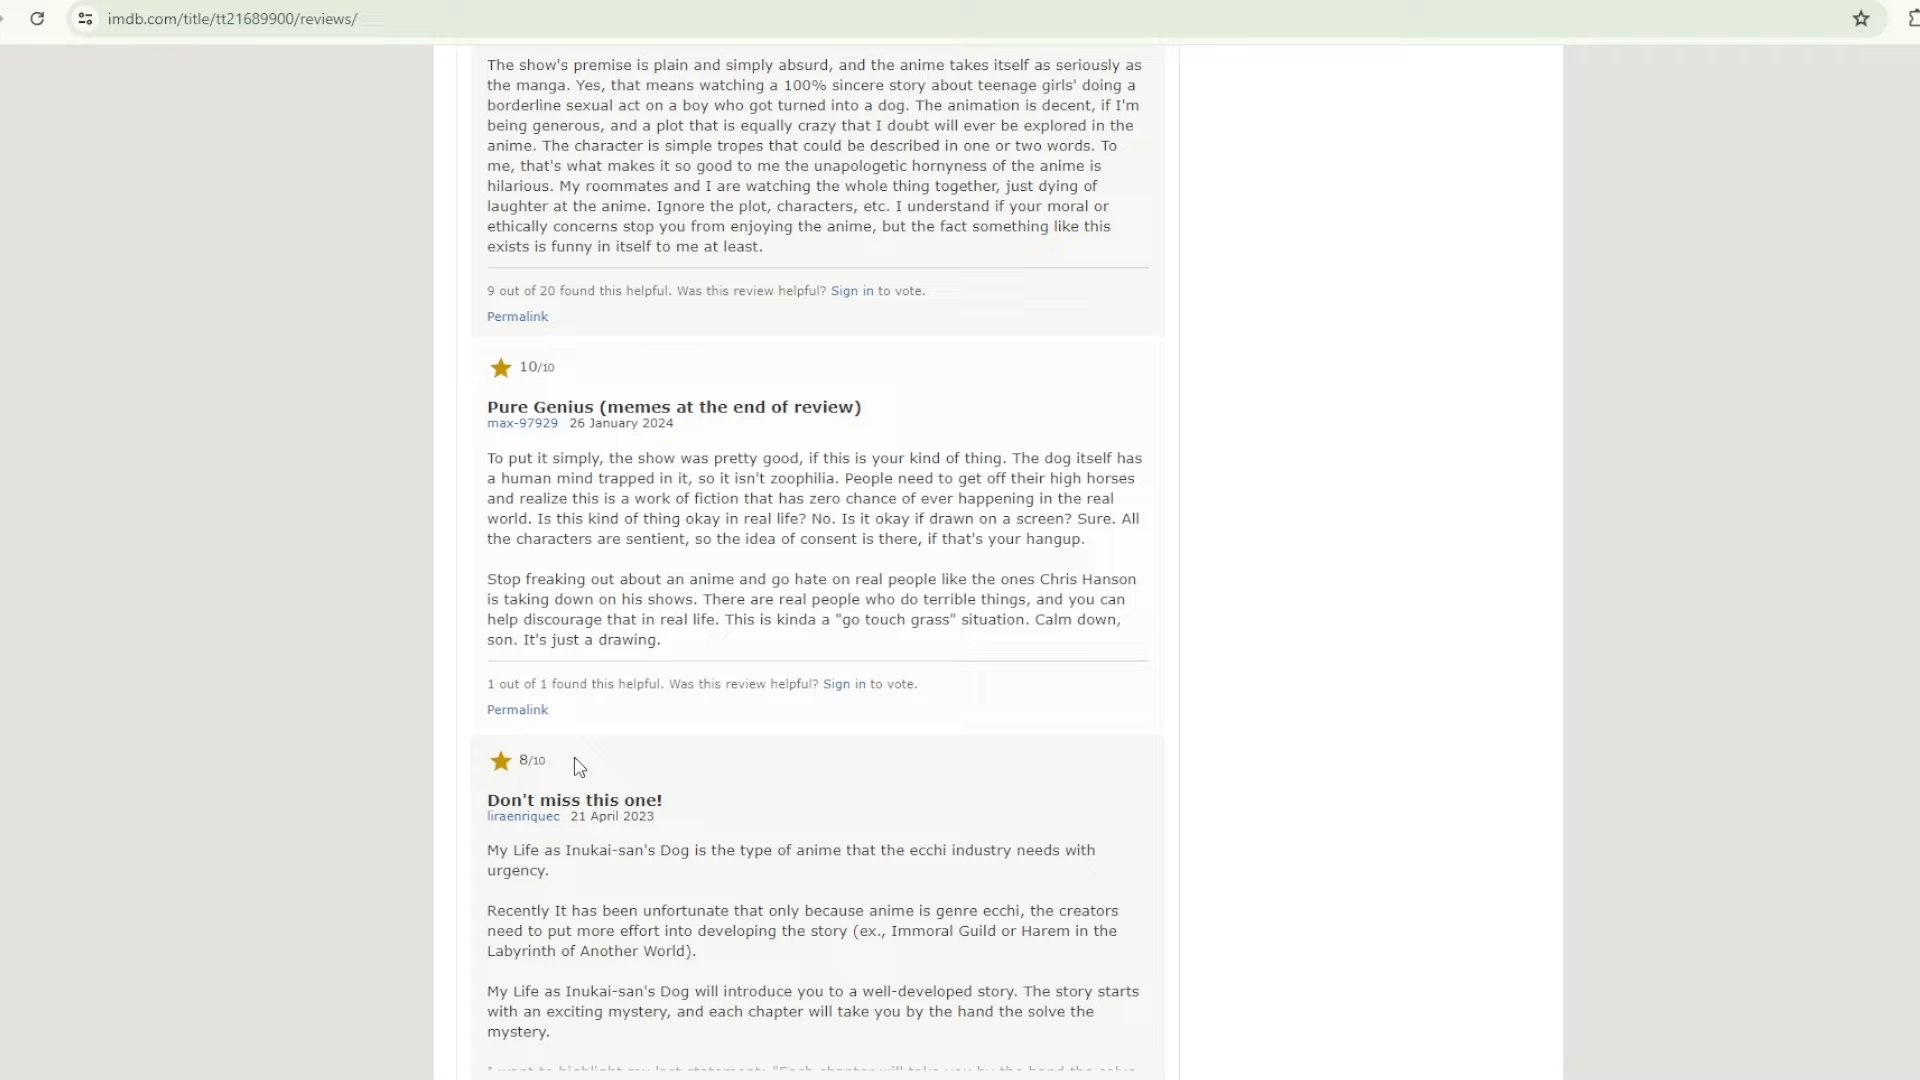 imdb.com/title/tt21689900/reviews/
The show's premise is plain and simply absurd, and the anime takes itself as seriously as
the manga. Yes, that means watching a 100% sincere story about teenage girls' doing a
borderline sexual act on a boy who got turned into a dog. The animation is decent, if I'm
being generous, and a plot that is equally crazy that I doubt will ever be explored in the
anime. The character is simple tropes that could be described in one or two words. To
me, that's what makes it so good to me the unapologetic hornyness of the anime is
hilarious. My roommates and I are watching the whole thing together, just dying of
laughter at the anime. Ignore the plot, characters, etc. I understand if your moral or
ethically concerns stop you from enjoying the anime, but the fact something like this
exists is funny in itself to me at least.
9 out of 20 found this helpful. Was this review helpful? Sign in to vote.
Permalink
10/10
Pure Genius (memes at the end of review)
max-97929 26 January 2024
To put it simply, the show was pretty good, if this is your kind of thing. The dog itself has
a human mind trapped in it, so it isn't zoophilia. People need to get off their high horses
and realize this is a work of fiction that has zero chance of ever happening in the real
world. Is this kind of thing okay in real life? No. Is it okay if drawn on a screen? Sure. All
the characters are sentient, so the idea of consent is there, if that's your hangup.
Stop freaking out about an anime and go hate on real people like the ones Chris Hanson
is taking down on his shows. There are real people who do terrible things, and you can
help discourage that in real life. This is kinda a "go touch grass" situation. Calm down,
son. It's just a drawing.
1 out of 1 found this helpful. Was this review helpful? Sign in to vote.
Permalink
8/10
Don't miss this one!
liraenriquec 21 April 2023
My Life as Inukai-san's Dog is the type of anime that the ecchi industry needs with
urgency.
Recently It has been unfortunate that only because anime is genre ecchi, the creators
need to put more effort into developing the story (ex., Immoral Guild or Harem in the
Labyrinth of Another World).
My Life as Inukai-san's Dog will introduce you to a well-developed story. The story starts
with an exciting mystery, and each chapter will take you by the hand the solve the
mystery.
I want to highlight my last statement: "Each chapter will take you by the hand the solve